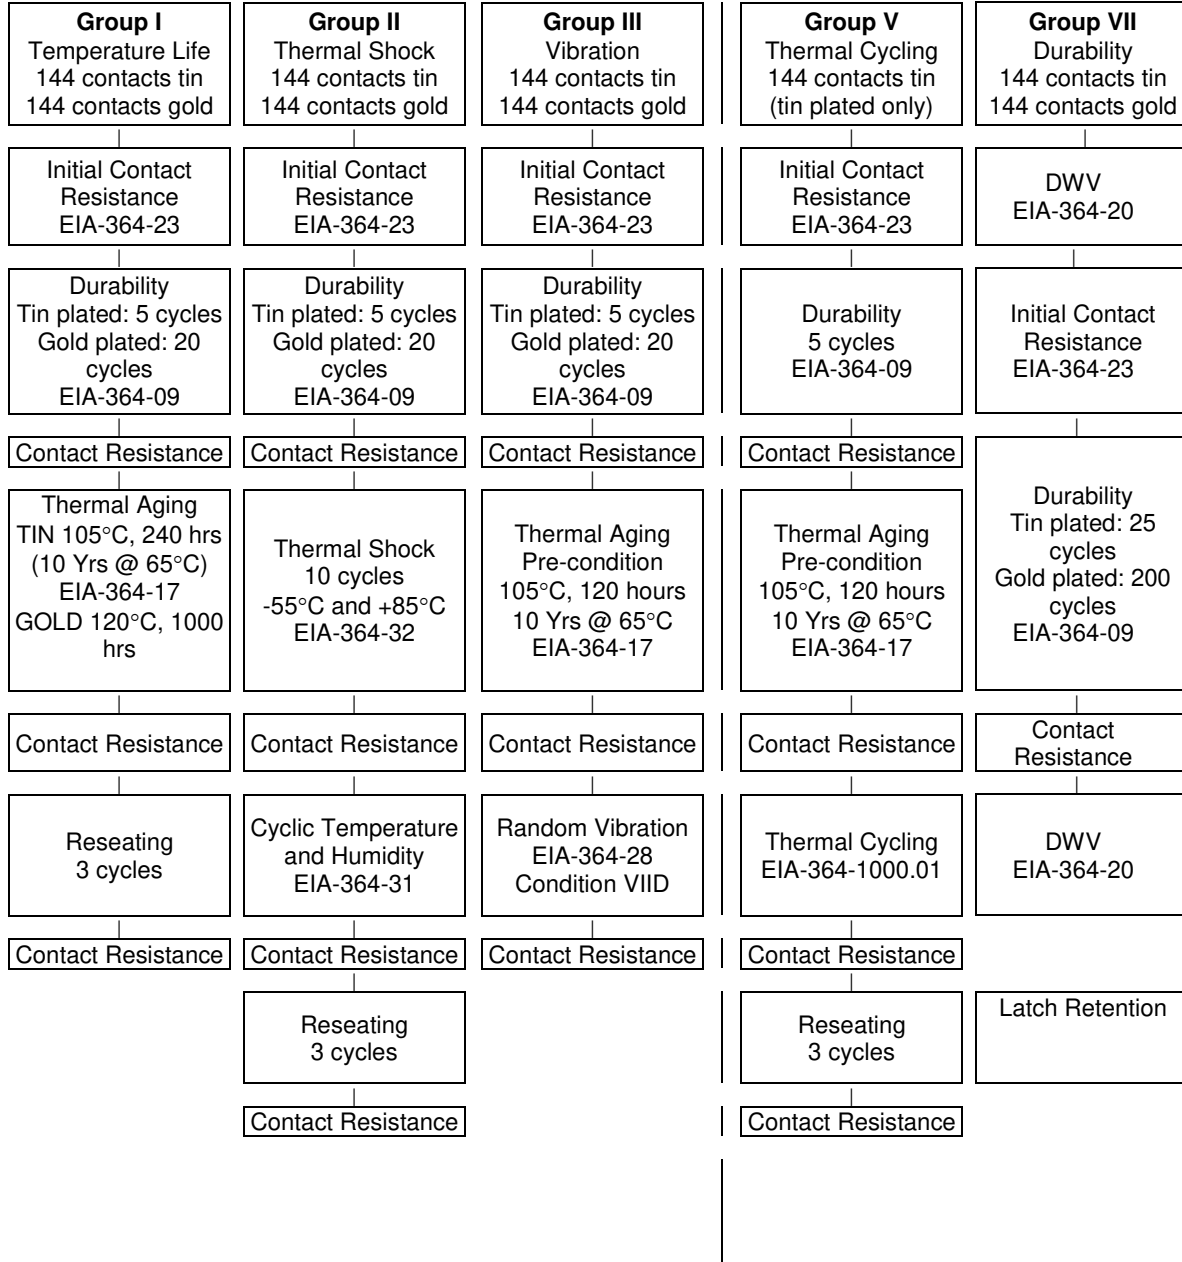 Group I
Temperature Life
144 contacts tin
144 contacts gold
Initial Contact
Resistance
EIA-364-23
Durability
Tin plated: 5 cycles
Gold plated: 20
cycles
EIA-364-09
Contact Resistance
Thermal Aging
TIN 105°C, 240 hrs
(10 Yrs @ 65°C)
EIA-364-17
GOLD 120°C, 1000
hrs
Contact Resistance
Reseating
3 cycles
Contact Resistance
Group II
Thermal Shock
144 contacts tin
144 contacts gold
Initial Contact
Resistance
EIA-364-23
Durability
Tin plated: 5 cycles
Gold plated: 20
cycles
EIA-364-09
Contact Resistance
Thermal Shock
10 cycles
-55°C and +85°C
EIA-364-32
Contact Resistance
Cyclic Temperature
and Humidity
EIA-364-31
Contact Resistance
Reseating
3 cycles
Contact Resistance
Group III
Vibration
144 contacts tin
144 contacts gold
Initial Contact
Resistance
EIA-364-23
Durability
Tin plated: 5 cycles
Gold plated: 20
cycles
EIA-364-09
Contact Resistance
Thermal Aging
Pre-condition
105°C, 120 hours
10 Yrs @ 65°C
EIA-364-17
Contact Resistance
Random Vibration
EIA-364-28
Condition VIID
Contact Resistance
Group V
Thermal Cycling
144 contacts tin
(tin plated only)
Initial Contact
Resistance
EIA-364-23
Durability
5 cycles
EIA-364-09
Contact Resistance
Thermal Aging
Pre-condition
105°C, 120 hours
10 Yrs @ 65°C
EIA-364-17
Contact Resistance
Thermal Cycling
EIA-364-1000.01
Contact Resistance
Reseating
3 cycles
Contact Resistance
Group VII
Durability
144 contacts tin
144 contacts gold
DWV
EIA-364-20
Initial Contact
Resistance
EIA-364-23
Durability
Tin plated: 25
cycles
Gold plated: 200
cycles
EIA-364-09
Contact
Resistance
DWV
EIA-364-20
Latch Retention